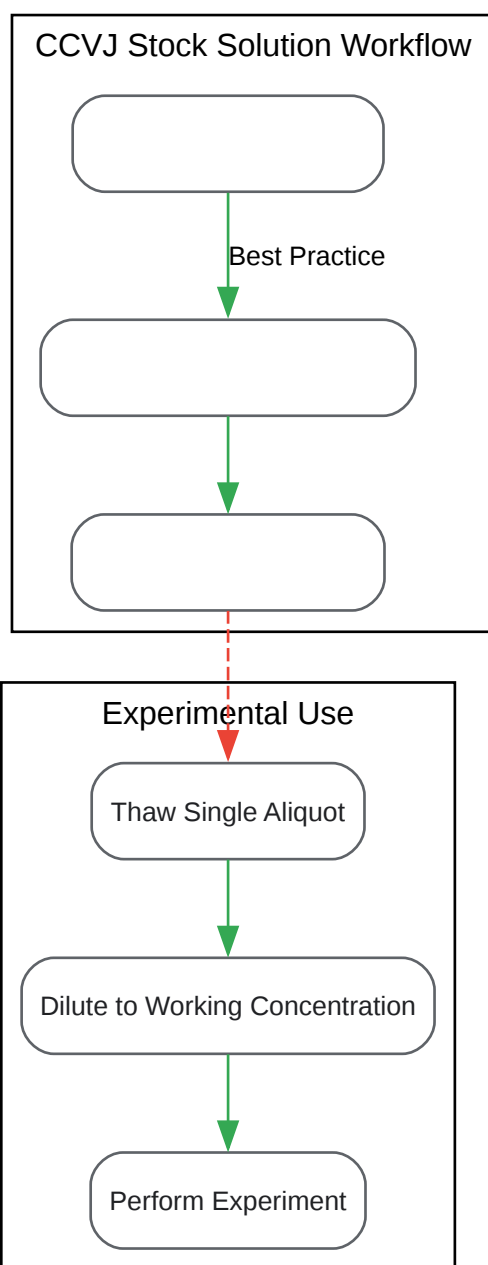 CCVJ Stock Solution Workflow
Best Practice
Experimental Use
Thaw Single Aliquot
Dilute to Working Concentration
Perform Experiment